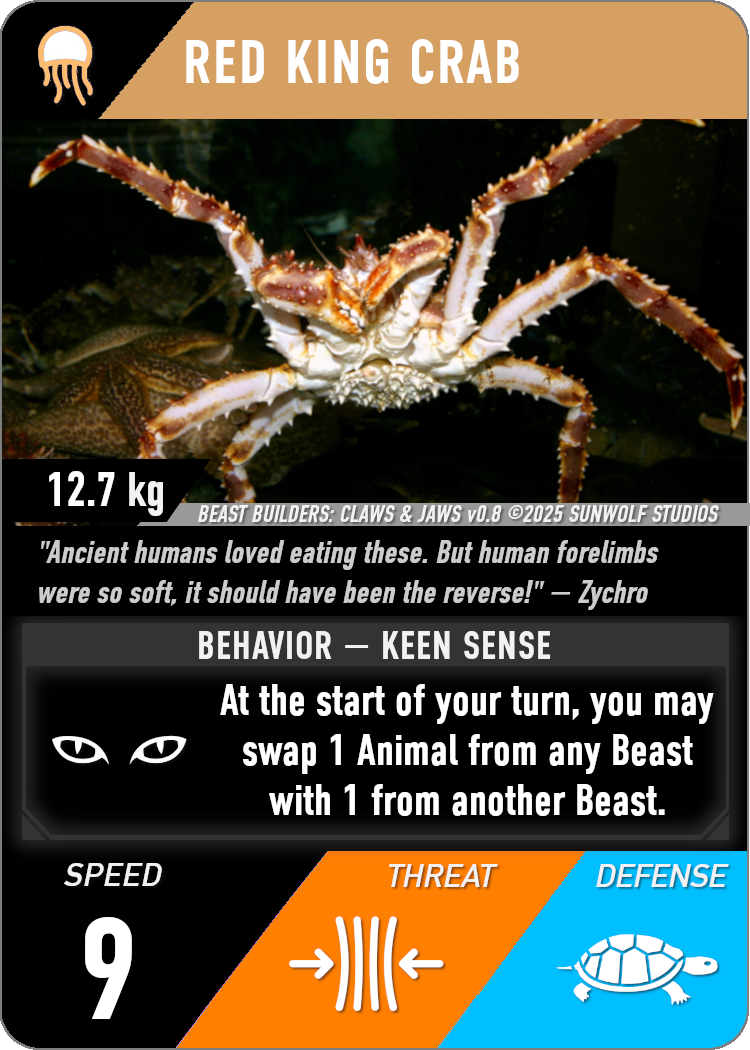 RED KING CRAB
12.7 kg
BEAST BUILDERS: CLAWS & JAWS v0.8 ©2025 SUNWOLF STUDIOS
"Ancient humans loved eating these. But human forelimbs
were so soft, it should have been the reverse!" — Zychro
BEHAVIOR — KEEN SENSE
At the start of your turn, you may
swap 1 Animal from any Beast
with 1 from another Beast.
SPEED
THREAT
DEFENSE
9